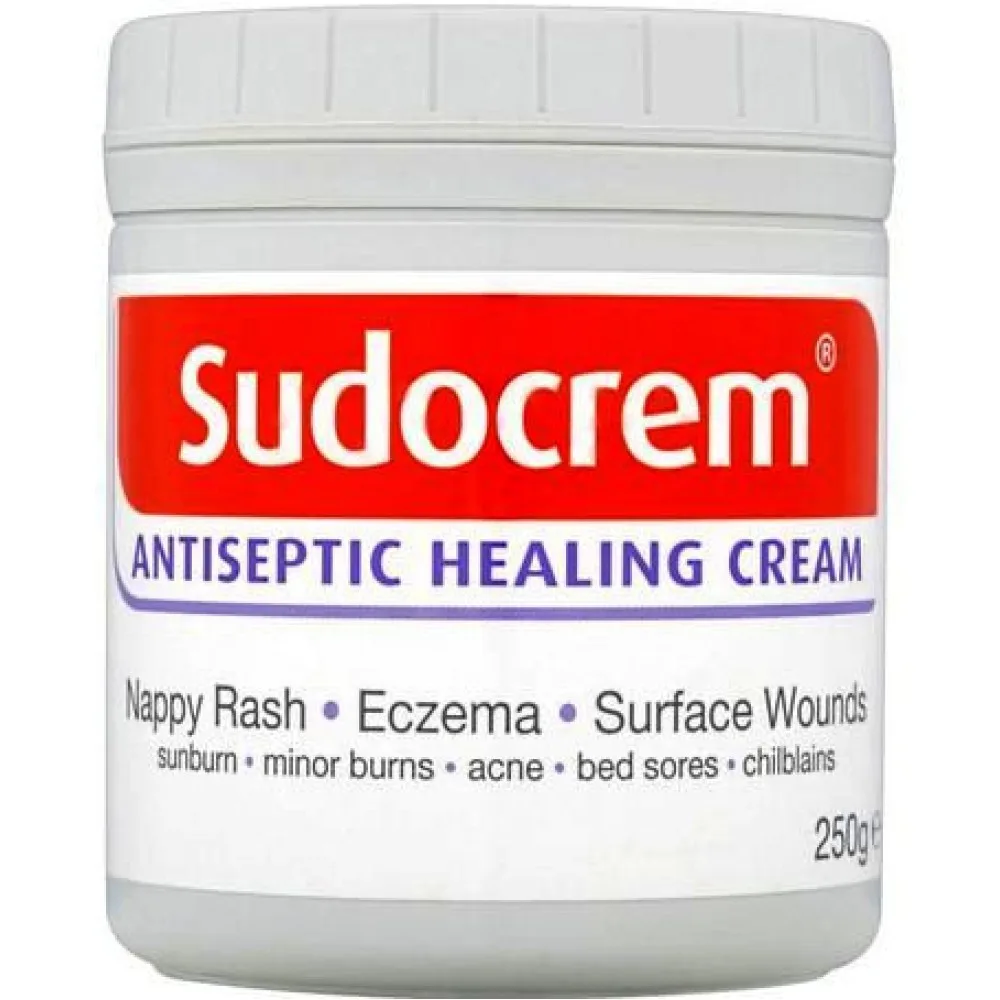 Sudocrem®
ANTISEPTIC HEALING CREAM
Nappy Rash • Eczema • Surface Wounds
sunburn • minor burns • acne • bed sores • chilblains
250g e